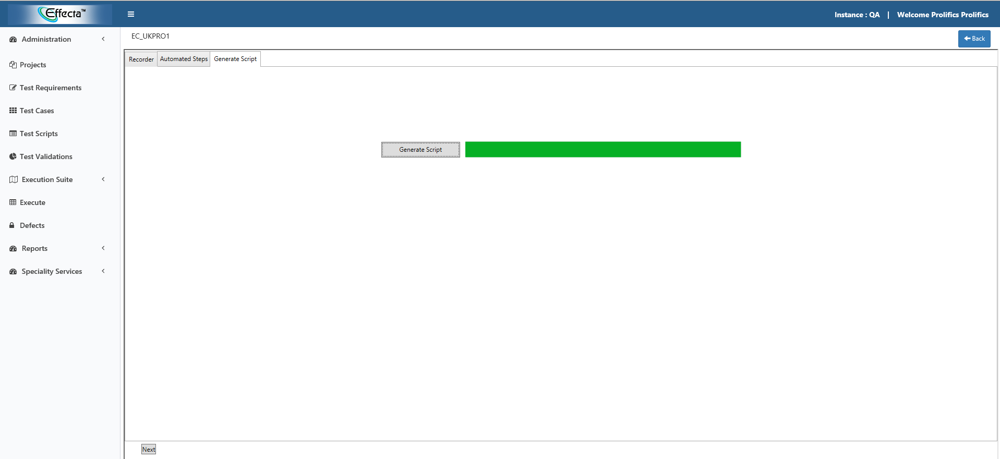 Effecta™
Instance : QA | Welcome Prolifics Prolifics
Administration
Projects
Test Requirements
Test Cases
Test Scripts
Test Validations
Execution Suite
Execute
Defects
Reports
Speciality Services
EC_UKPRO1
Back
Recorder Automated Steps Generate Script
Generate Script
Next